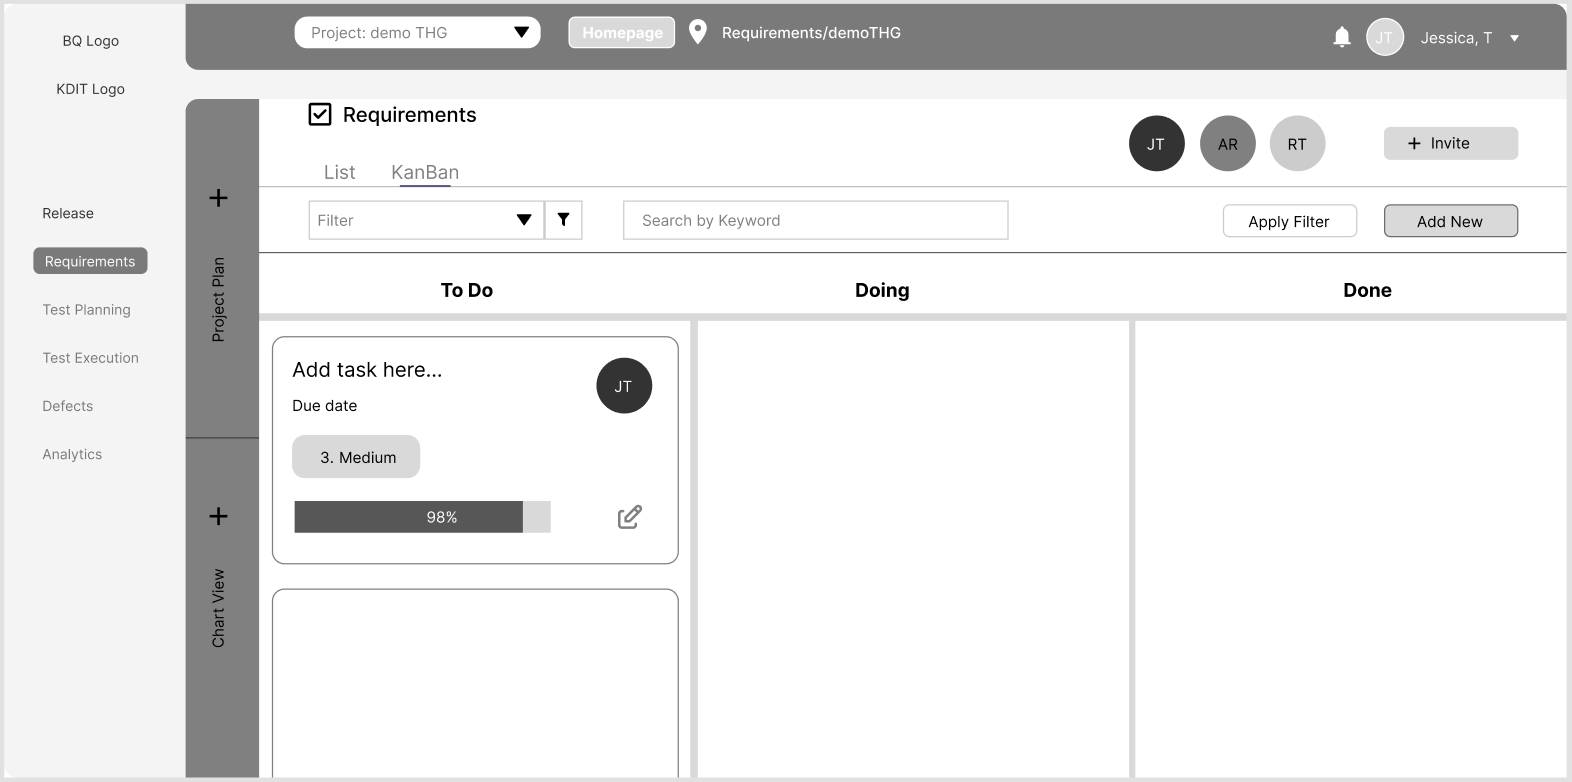 BQ Logo
KDIT Logo
Release
Requirements
Test Planning
Test Execution
Defects
Analytics
Project: demo THG
Homepage
Requirements/demoTHG
JT
Jessica, T
Project Plan
Chart View
Requirements
JT
AR
RT
Invite
List
KanBan
Filter
Search by Keyword
Apply Filter
Add New
To Do
Doing
Done
Add task here...
JT
Due date
3. Medium
98%